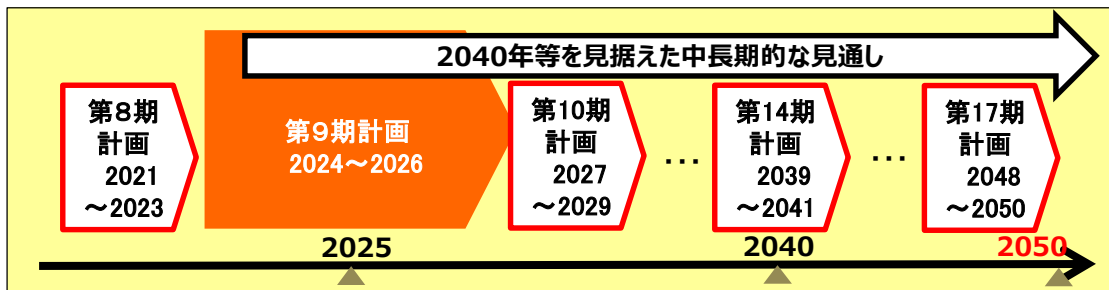 2040年等を見据えた中長期的な見通し
第８期
計画
2021
～2023
第９期計画
2024～2026
第10期
計画
2027
～2029
...
第14期
計画
2039
～2041
...
第17期
計画
2048
～2050
2025
2040
2050